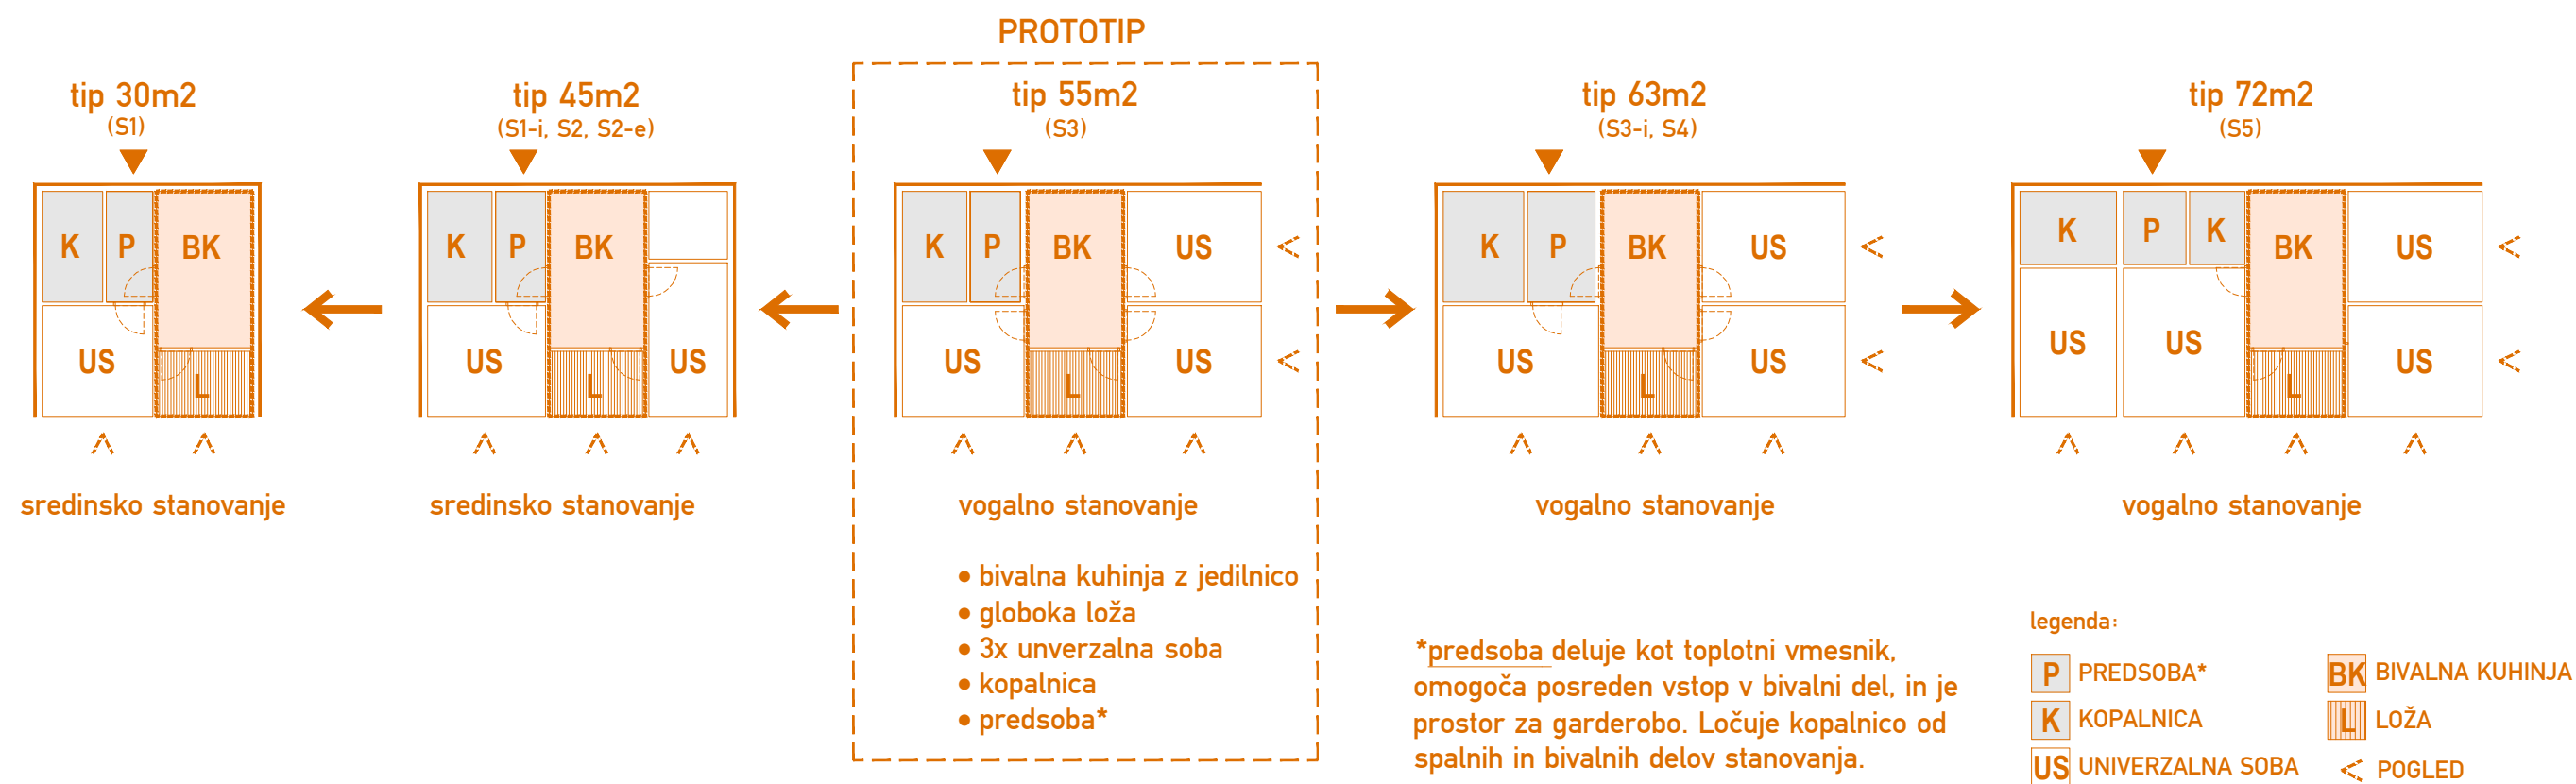 PROTOTIP
tip 30m2
(S1)
K
P
BK
US
L
sredinsko stanovanje
tip 45m2
(S1-i, S2, S2-e)
K
P
BK
US
L
US
sredinsko stanovanje
tip 55m2
(S3)
K
P
BK
US
US
L
US
vogalno stanovanje
• bivalna kuhinja z jedilnico
• globoka loža
• 3x unverzalna soba
• kopalnica
• predsoba*
tip 63m2
(S3-i, S4)
K
P
BK
US
US
L
US
vogalno stanovanje
tip 72m2
(S5)
K
P
K
BK
US
US
US
L
US
vogalno stanovanje
*predsoba deluje kot toplotni vmesnik,
omogoča posreden vstop v bivalni del, in je
prostor za garderobo. Ločuje kopalnico od
spalnih in bivalnih delov stanovanja.
legenda:
P PREDSOBA*
K KOPALNICA
US UNIVERZALNA SOBA
BK BIVALNA KUHINJA
L LOŽA
POGLED